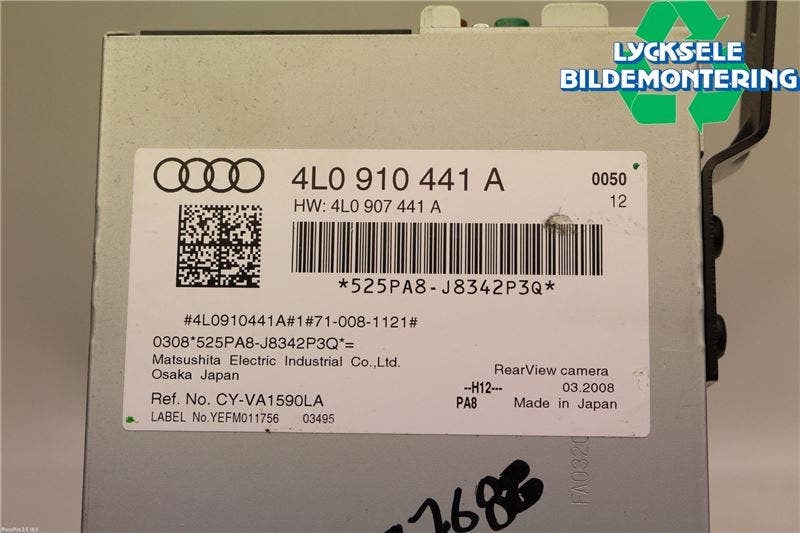 LYCKSELE
BILDEMONTERING
4L0 910 441 A
0050
HW: 4L0 907 441 A
12
*525PA8-J8342P3Q*
#4L0910441A#1#71-008-1121#
0308*525PA8-J8342P3Q*=
Matsushita Electric Industrial Co.,Ltd.
Osaka Japan
RearView camera
--H12---
03.2008
Ref. No. CY-VA1590LA
PA8
Made in Japan
LABEL No.YEFM011756
03495
FA0320